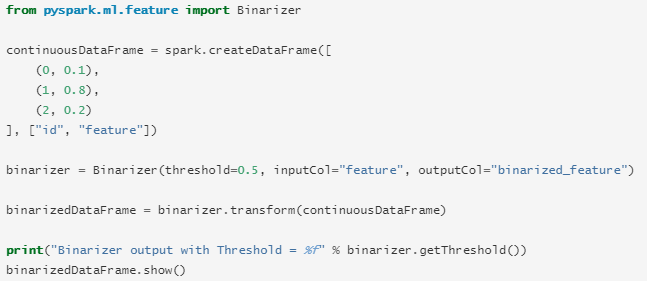 from pyspark.ml.feature import Binarizer
continuousDataFrame = spark.createDataFrame([
    (0, 0.1),
    (1, 0.8),
    (2, 0.2)
], ["id", "feature"])
binarizer = Binarizer(threshold=0.5, inputCol="feature", outputCol="binarized_feature")
binarizedDataFrame = binarizer.transform(continuousDataFrame)
print("Binarizer output with Threshold = %f" % binarizer.getThreshold())
binarizedDataFrame.show()